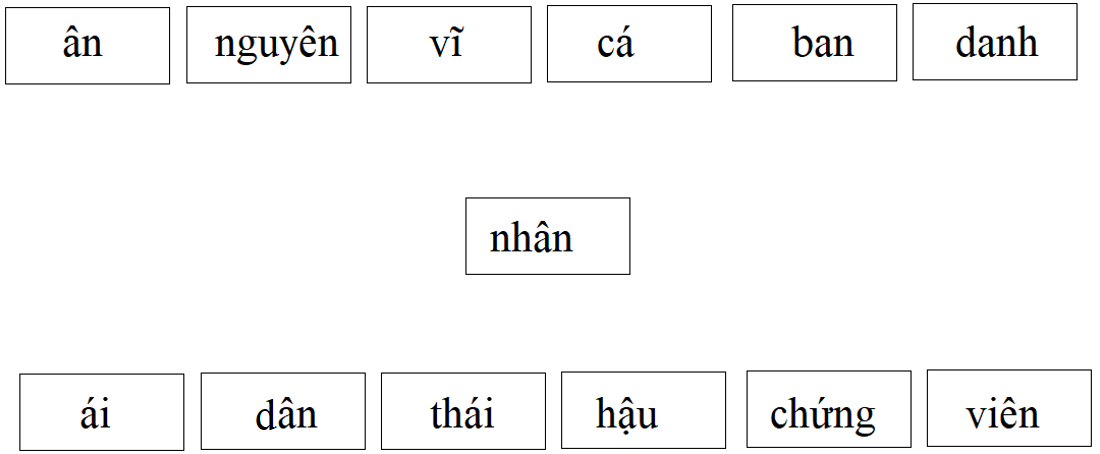 ân nguyên vĩ cá ban danh
nhân
ái dân thái hậu chứng viên